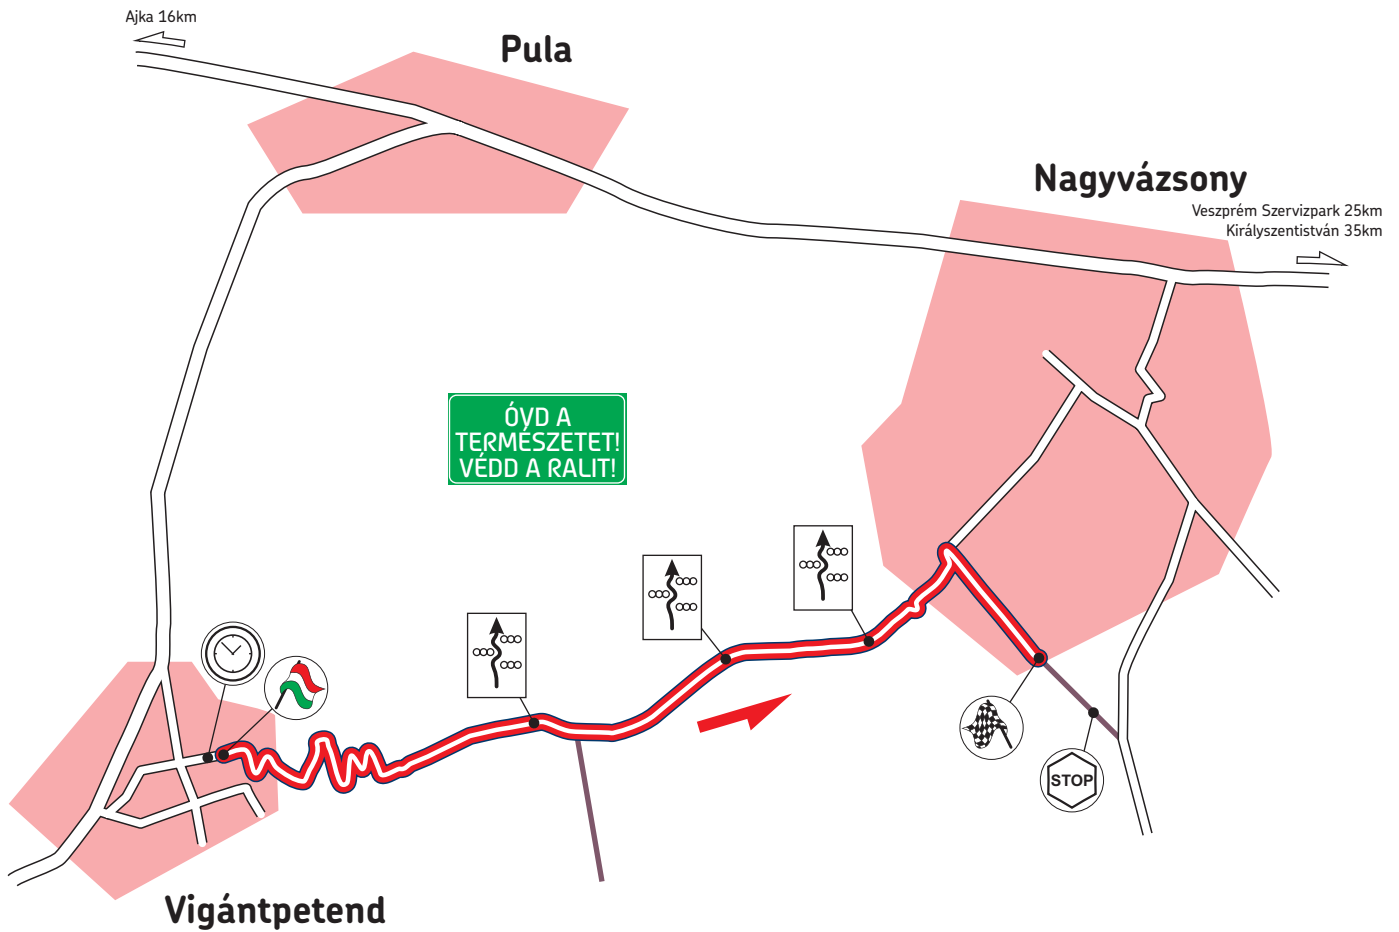 Ajka 16km
Pula
Nagyvázsony
Veszprém Szervizpark 25km
Királyszentistván 35km
ÓVD A
TERMÉSZETET!
VÉDD A RALIT!
STOP
Vigántpetend